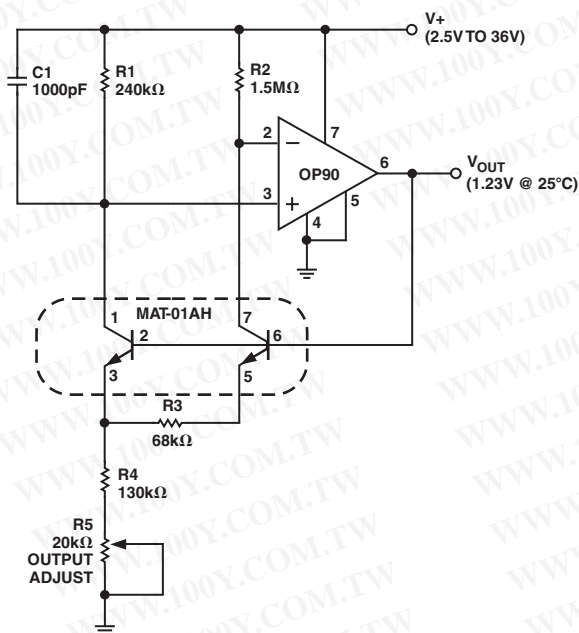 V+
(2.5V TO 36V)
C1
1000pF
R1
240kΩ
R2
1.5MΩ
2
−
7
OP90
6
VOUT
(1.23V @ 25°C)
3
+
4
5
MAT-01AH
1
2
3
7
6
5
R3
68kΩ
R4
130kΩ
R5
20kΩ
OUTPUT
ADJUST
WWW.100Y.COM.TW